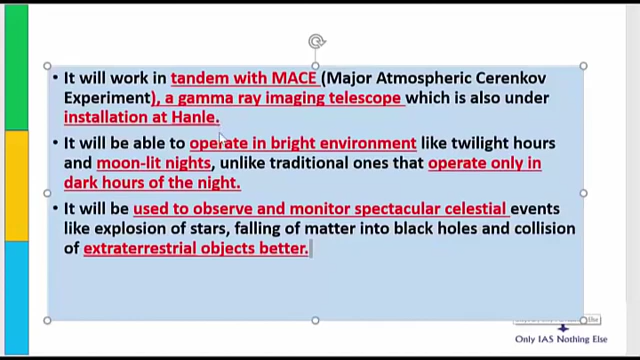 • It will work in tandem with MACE (Major Atmospheric Cerenkov
Experiment), a gamma ray imaging telescope which is also under
installation at Hanle.
• It will be able to operate in bright environment like twilight hours
and moon-lit nights, unlike traditional ones that operate only in
dark hours of the night.
• It will be used to observe and monitor spectacular celestial events
like explosion of stars, falling of matter into black holes and collision
of extraterrestrial objects better.
Only IAS Nothing Else